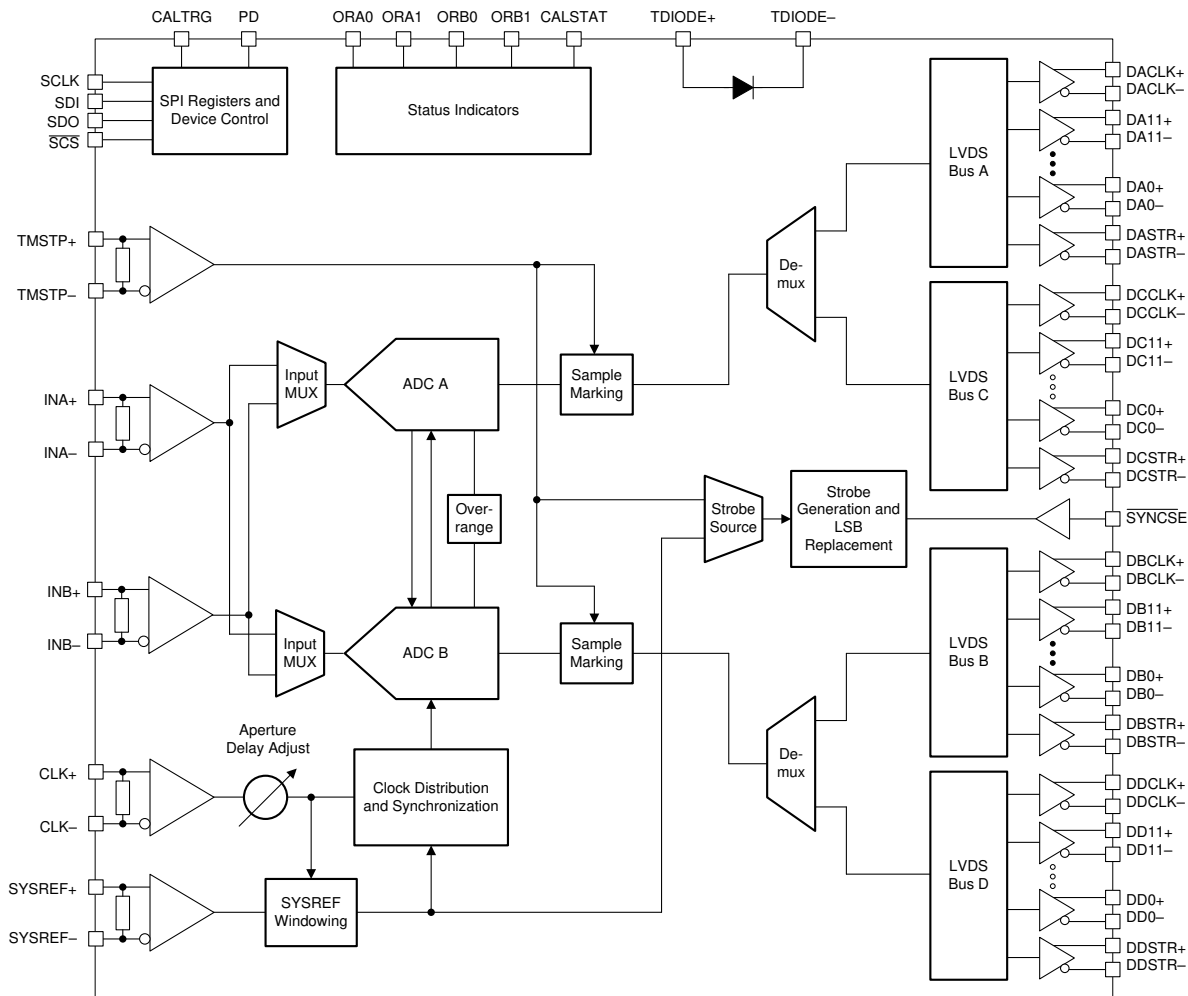 CALTRG
PD
ORA0
ORA1
ORB0
ORB1
CALSTAT
TDIODE+
TDIODE–
SCLK
SDI
SDO
SCS
SPI Registers and
Device Control
Status Indicators
TMSTP+
TMSTP–
INA+
INA–
INB+
INB–
CLK+
CLK–
SYSREF+
SYSREF–
Input
MUX
ADC A
Over-
range
Input
MUX
ADC B
Aperture
Delay Adjust
Clock Distribution
and Synchronization
SYSREF
Windowing
Sample
Marking
Sample
Marking
Strobe
Source
Strobe
Generation and
LSB
Replacement
De-
mux
De-
mux
LVDS
Bus A
LVDS
Bus C
LVDS
Bus B
LVDS
Bus D
DACLK+
DACLK–
DA11+
DA11–
DA0+
DA0–
DASTR+
DASTR–
DCCLK+
DCCLK–
DC11+
DC11–
DC0+
DC0–
DCSTR+
DCSTR–
SYNCSE
DBCLK+
DBCLK–
DB11+
DB11–
DB0+
DB0–
DBSTR+
DBSTR–
DDCLK+
DDCLK–
DD11+
DD11–
DD0+
DD0–
DDSTR+
DDSTR–